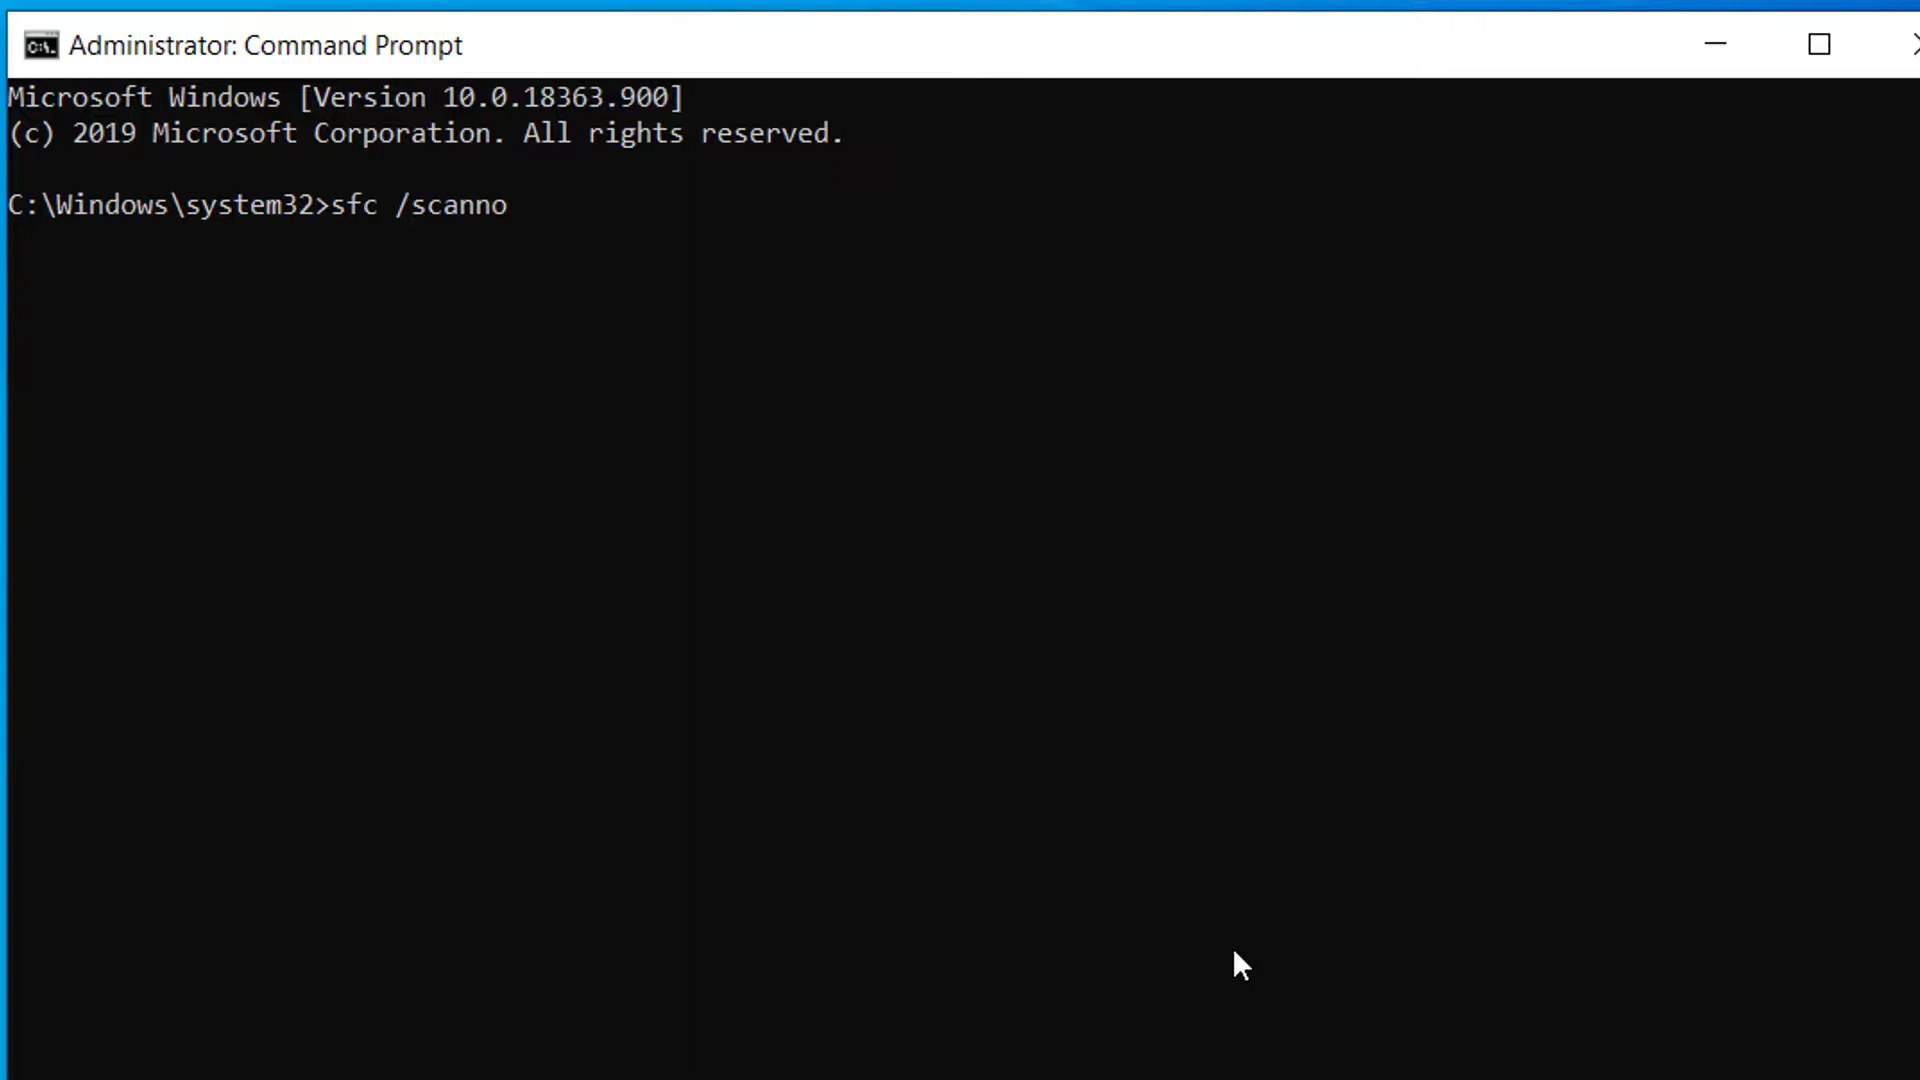 Administrator: Command Prompt
Microsoft Windows [Version 10.0.18363.900]
(c) 2019 Microsoft Corporation. All rights reserved.
C:\Windows\system32>sfc /scanno